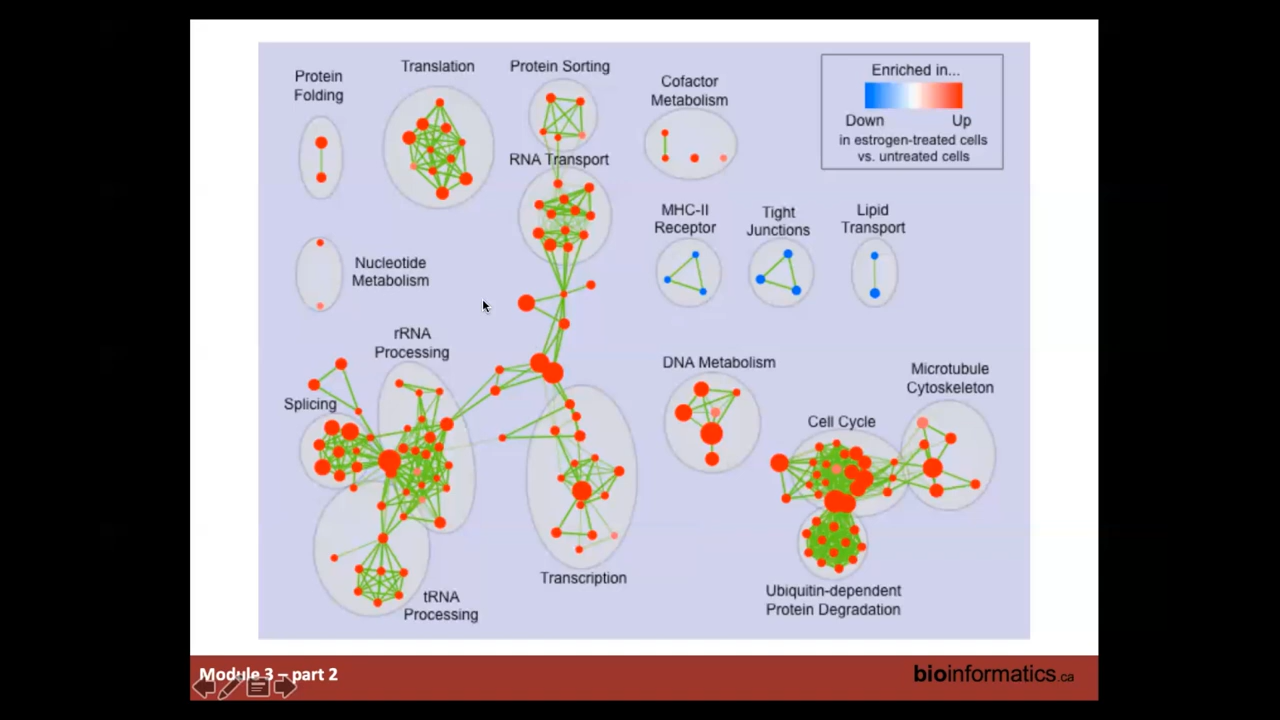 Protein
Folding
Translation
Protein Sorting
Cofactor
Metabolism
Enriched in...
Down Up
in estrogen-treated cells
vs. untreated cells
RNA Transport
MHC-II
Receptor
Tight
Junctions
Lipid
Transport
Nucleotide
Metabolism
rRNA
Processing
DNA Metabolism
Microtubule
Cytoskeleton
Splicing
Cell Cycle
Transcription
tRNA
Processing
Ubiquitin-dependent
Protein Degradation
Module 3 – part 2
bioinformatics.ca